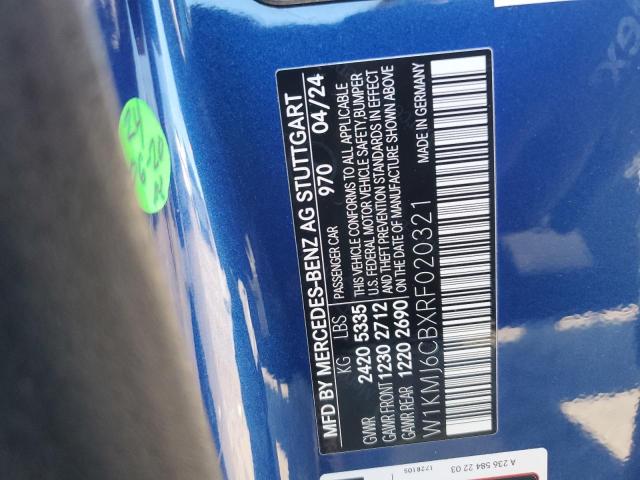 MFD BY MERCEDES-BENZ AG STUTTGART
PASSENGER CAR 970 04/24
KG LBS
GVWR 2420 5335
GAWR FRONT 1230 2712
GAWR REAR 1220 2690
THIS VEHICLE CONFORMS TO ALL APPLICABLE
U.S. FEDERAL MOTOR VEHICLE SAFETY BUMPER
AND THEFT PREVENTION STANDARDS IN EFFECT
ON THE DATE OF MANUFACTURE SHOWN ABOVE
W1KMJ6CBXRF020321
MADE IN GERMANY
A 236 584 22 03
24